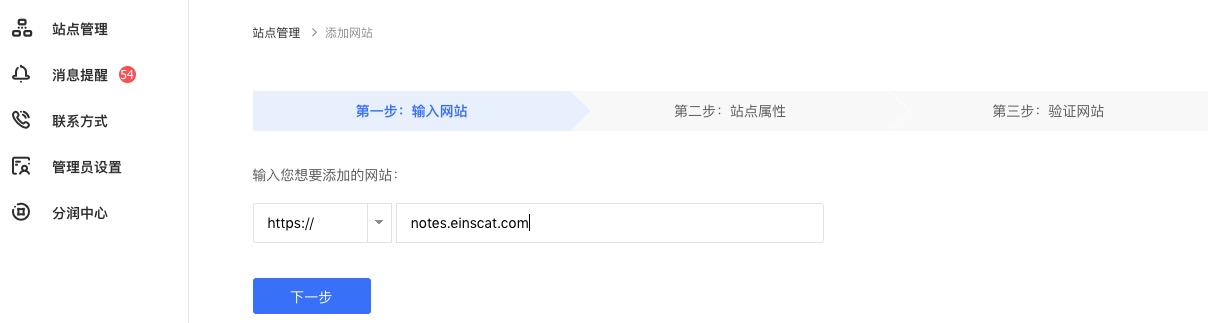 站点管理
消息提醒 54
联系方式
管理员设置
分润中心
站点管理 > 添加网站
第一步：输入网站
第二步：站点属性
第三步：验证网站
输入您想要添加的网站：
https://
notes.einscat.com
下一步